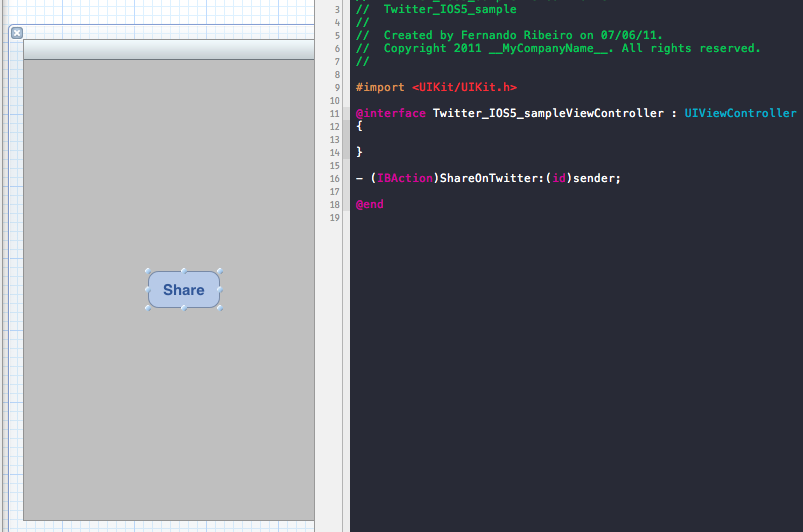 Share
3 // Twitter_IOS5_sample
4 //
5 // Created by Fernando Ribeiro on 07/06/11.
6 // Copyright 2011 __MyCompanyName__. All rights reserved.
7 //
8
9 #import <UIKit/UIKit.h>
10
11 @interface Twitter_IOS5_sampleViewController : UIViewController
12 {
13
14 }
15
16 - (IBAction)ShareOnTwitter:(id)sender;
17
18 @end
19